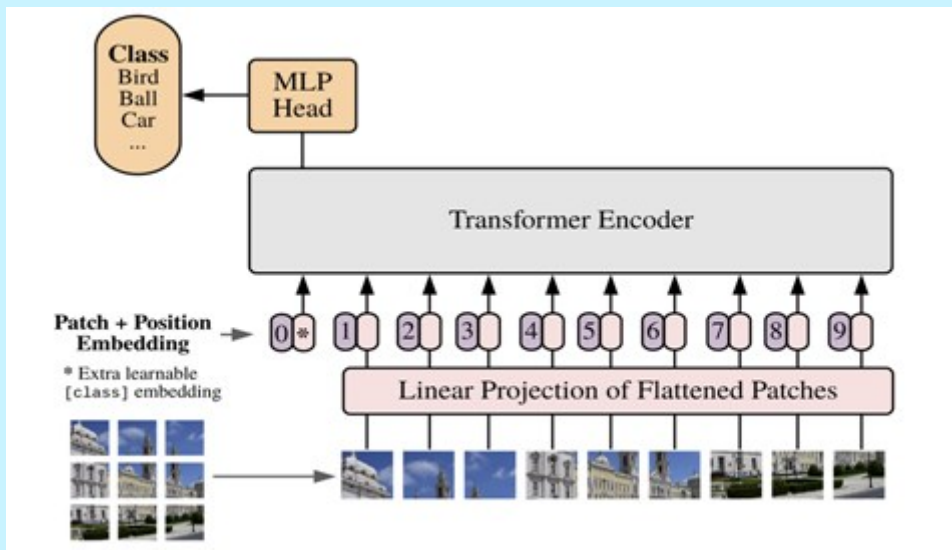 Class
Bird
Ball
Car
...
MLP
Head
Transformer Encoder
Patch + Position
Embedding
0 * 1 2 3 4 5 6 7 8 9
* Extra learnable
[class] embedding
Linear Projection of Flattened Patches